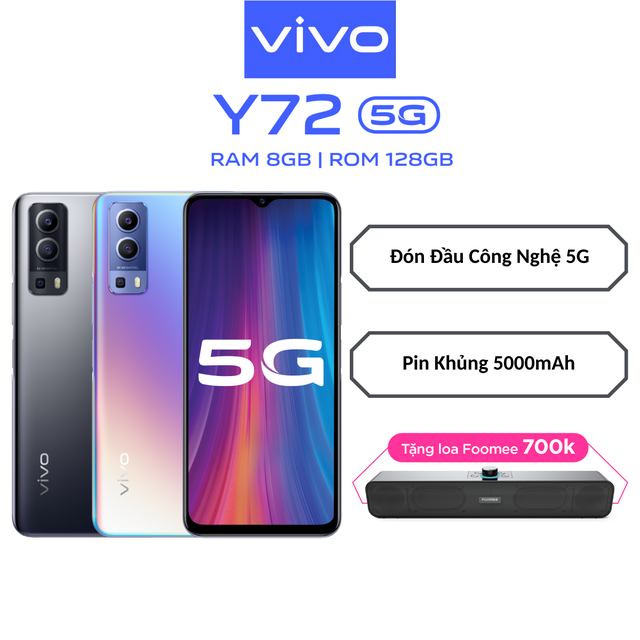 vivo
Y72 5G
RAM 8GB | ROM 128GB
Đón Đầu Công Nghệ 5G
5G
Pin Khủng 5000mAh
Tặng loa Foomee 700k
FOOMEE
vivo
vivo